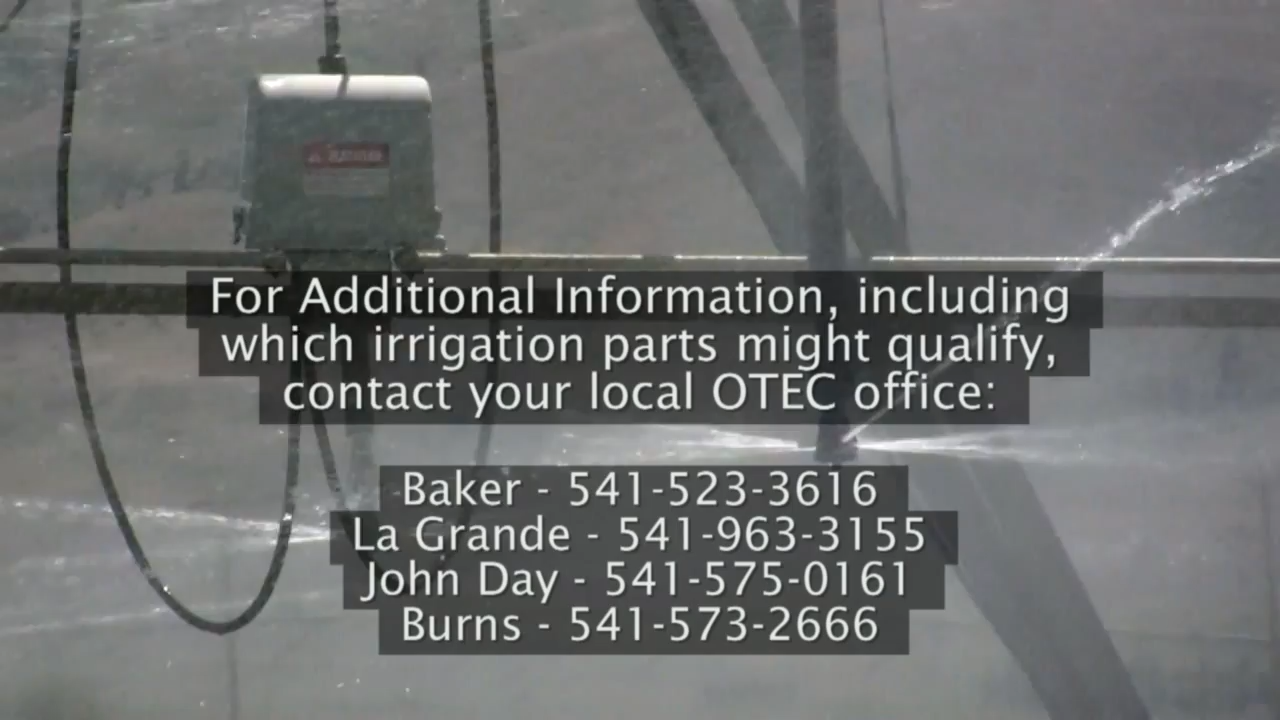 For Additional Information, including
which irrigation parts might qualify,
contact your local OTEC office:
Baker - 541-523-3616
La Grande - 541-963-3155
John Day - 541-575-0161
Burns - 541-573-2666